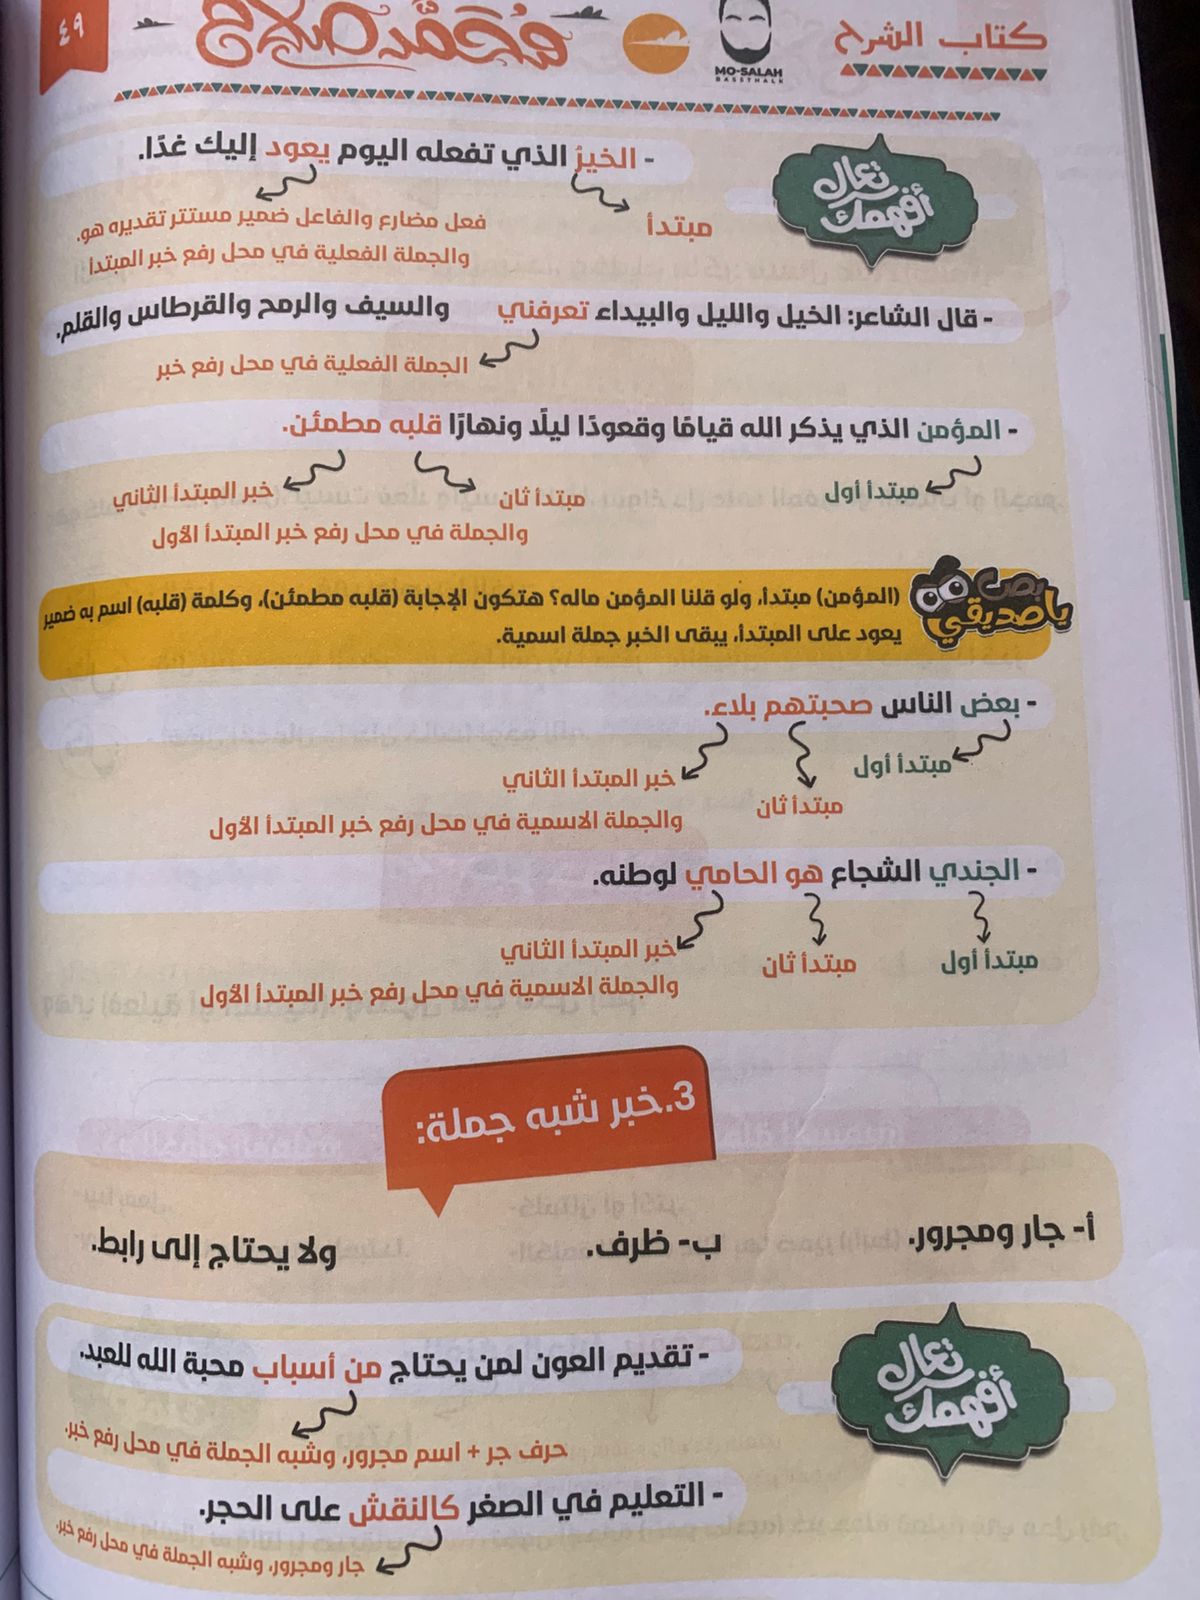 كتاب الشرح
MO-SALAH
BASSTHALK
محمد صلاح
٤٩
تعال أفهمك
- الخيرُ الذي تفعله اليوم يعود إليك غدًا.
مبتدأ
فعل مضارع والفاعل ضمير مستتر تقديره هو.
والجملة الفعلية في محل رفع خبر المبتدأ
- قال الشاعر: الخيل والليل والبيداء تعرفني والسيف والرمح والقرطاس والقلم.
الجملة الفعلية في محل رفع خبر
- المؤمن الذي يذكر الله قيامًا وقعودًا ليلًا ونهارًا قلبه مطمئن.
مبتدأ أول
مبتدأ ثان
خبر المبتدأ الثاني
والجملة في محل رفع خبر المبتدأ الأول
بص يا صديقي
(المؤمن) مبتدأ، ولو قلنا المؤمن ماله؟ هتكون الإجابة (قلبه مطمئن)، وكلمة (قلبه) اسم به ضمير
يعود على المبتدأ، يبقى الخبر جملة اسمية.
- بعض الناس صحبتهم بلاء.
مبتدأ أول
مبتدأ ثان
خبر المبتدأ الثاني
والجملة الاسمية في محل رفع خبر المبتدأ الأول
- الجندي الشجاع هو الحامي لوطنه.
مبتدأ أول
مبتدأ ثان
خبر المبتدأ الثاني
والجملة الاسمية في محل رفع خبر المبتدأ الأول
3.خبر شبه جملة:
أ- جار ومجرور. ب- ظرف. ولا يحتاج إلى رابط.
تعال أفهمك
- تقديم العون لمن يحتاج من أسباب محبة الله للعبد.
حرف جر + اسم مجرور، وشبه الجملة في محل رفع خبر.
- التعليم في الصغر كالنقش على الحجر.
جار ومجرور، وشبه الجملة في محل رفع خبر.